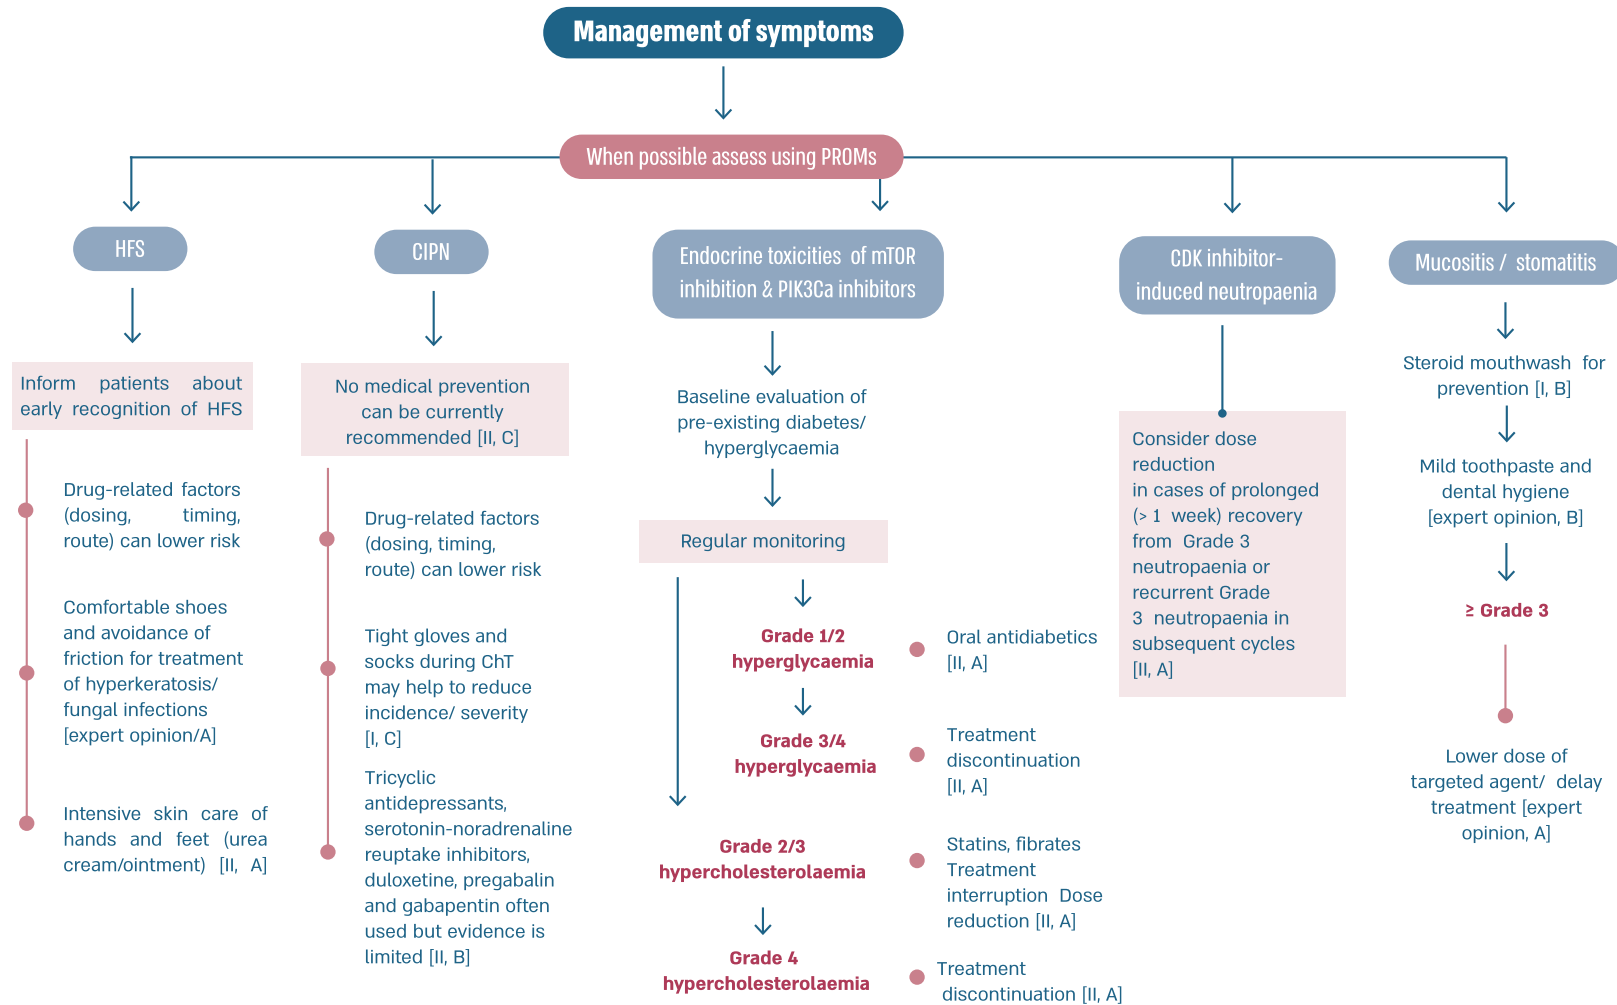 Management of symptoms
When possible assess using PROMs
HFS
Inform patients about
early recognition of HFS
Drug-related factors
(dosing, timing,
route) can lower risk
Comfortable shoes
and avoidance of
friction for treatment
of hyperkeratosis/
fungal infections
[expert opinion/A]
Intensive skin care of
hands and feet (urea
cream/ointment) [II, A]
CIPN
No medical prevention
can be currently
recommended [II, C]
Drug-related factors
(dosing, timing,
route) can lower risk
Tight gloves and
socks during ChT
may help to reduce
incidence/ severity
[I, C]
Tricyclic
antidepressants,
serotonin-noradrenaline
reuptake inhibitors,
duloxetine, pregabalin
and gabapentin often
used but evidence is
limited [II, B]
Endocrine toxicities of mTOR
inhibition & PIK3Ca inhibitors
Baseline evaluation of
pre-existing diabetes/
hyperglycaemia
Regular monitoring
Grade 1/2
hyperglycaemia
Oral antidiabetics
[II, A]
Grade 3/4
hyperglycaemia
Treatment
discontinuation
[II, A]
Grade 2/3
hypercholesterolaemia
Statins, fibrates
Treatment
interruption Dose
reduction [II, A]
Grade 4
hypercholesterolaemia
Treatment
discontinuation [II, A]
CDK inhibitor-
induced neutropaenia
Consider dose
reduction
in cases of prolonged
(> 1 week) recovery
from Grade 3
neutropaenia or
recurrent Grade
3 neutropaenia in
subsequent cycles
[II, A]
Mucositis / stomatitis
Steroid mouthwash for
prevention [I, B]
Mild toothpaste and
dental hygiene
[expert opinion, B]
≥ Grade 3
Lower dose of
targeted agent/ delay
treatment [expert
opinion, A]